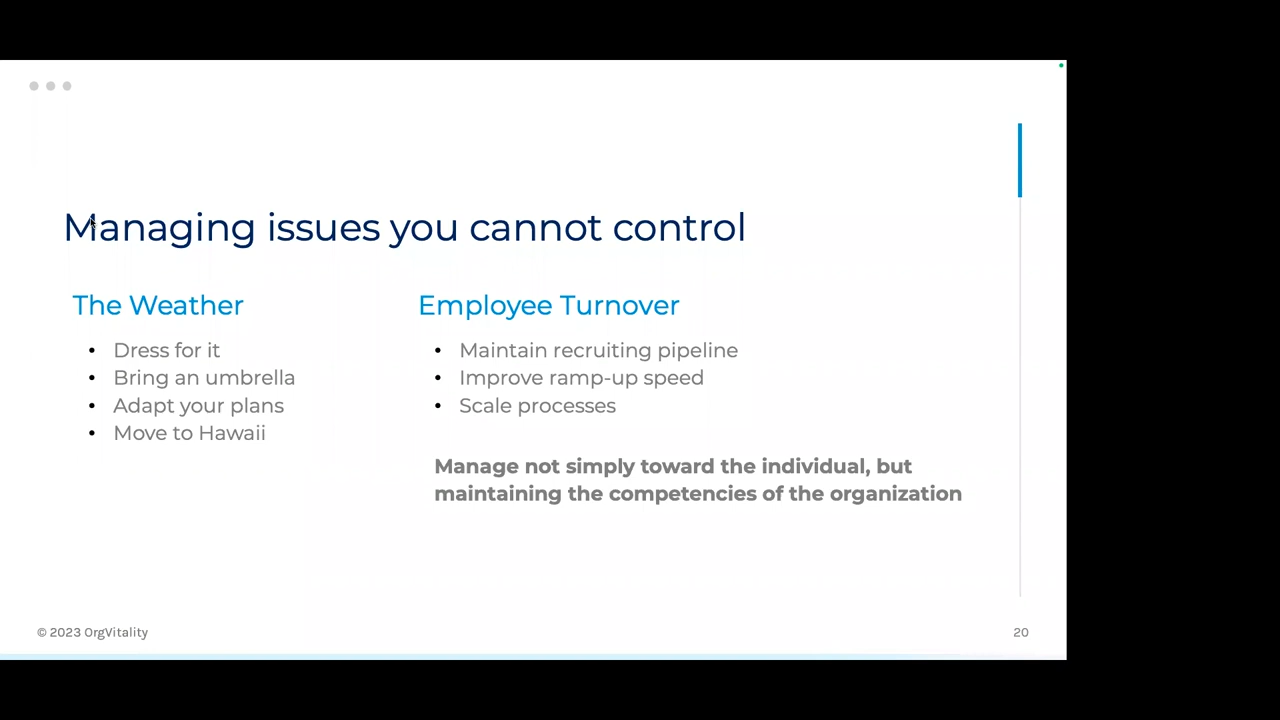 Managing issues you cannot control
The Weather
• Dress for it
• Bring an umbrella
• Adapt your plans
• Move to Hawaii
Employee Turnover
• Maintain recruiting pipeline
• Improve ramp-up speed
• Scale processes
Manage not simply toward the individual, but
maintaining the competencies of the organization
© 2023 OrgVitality
20